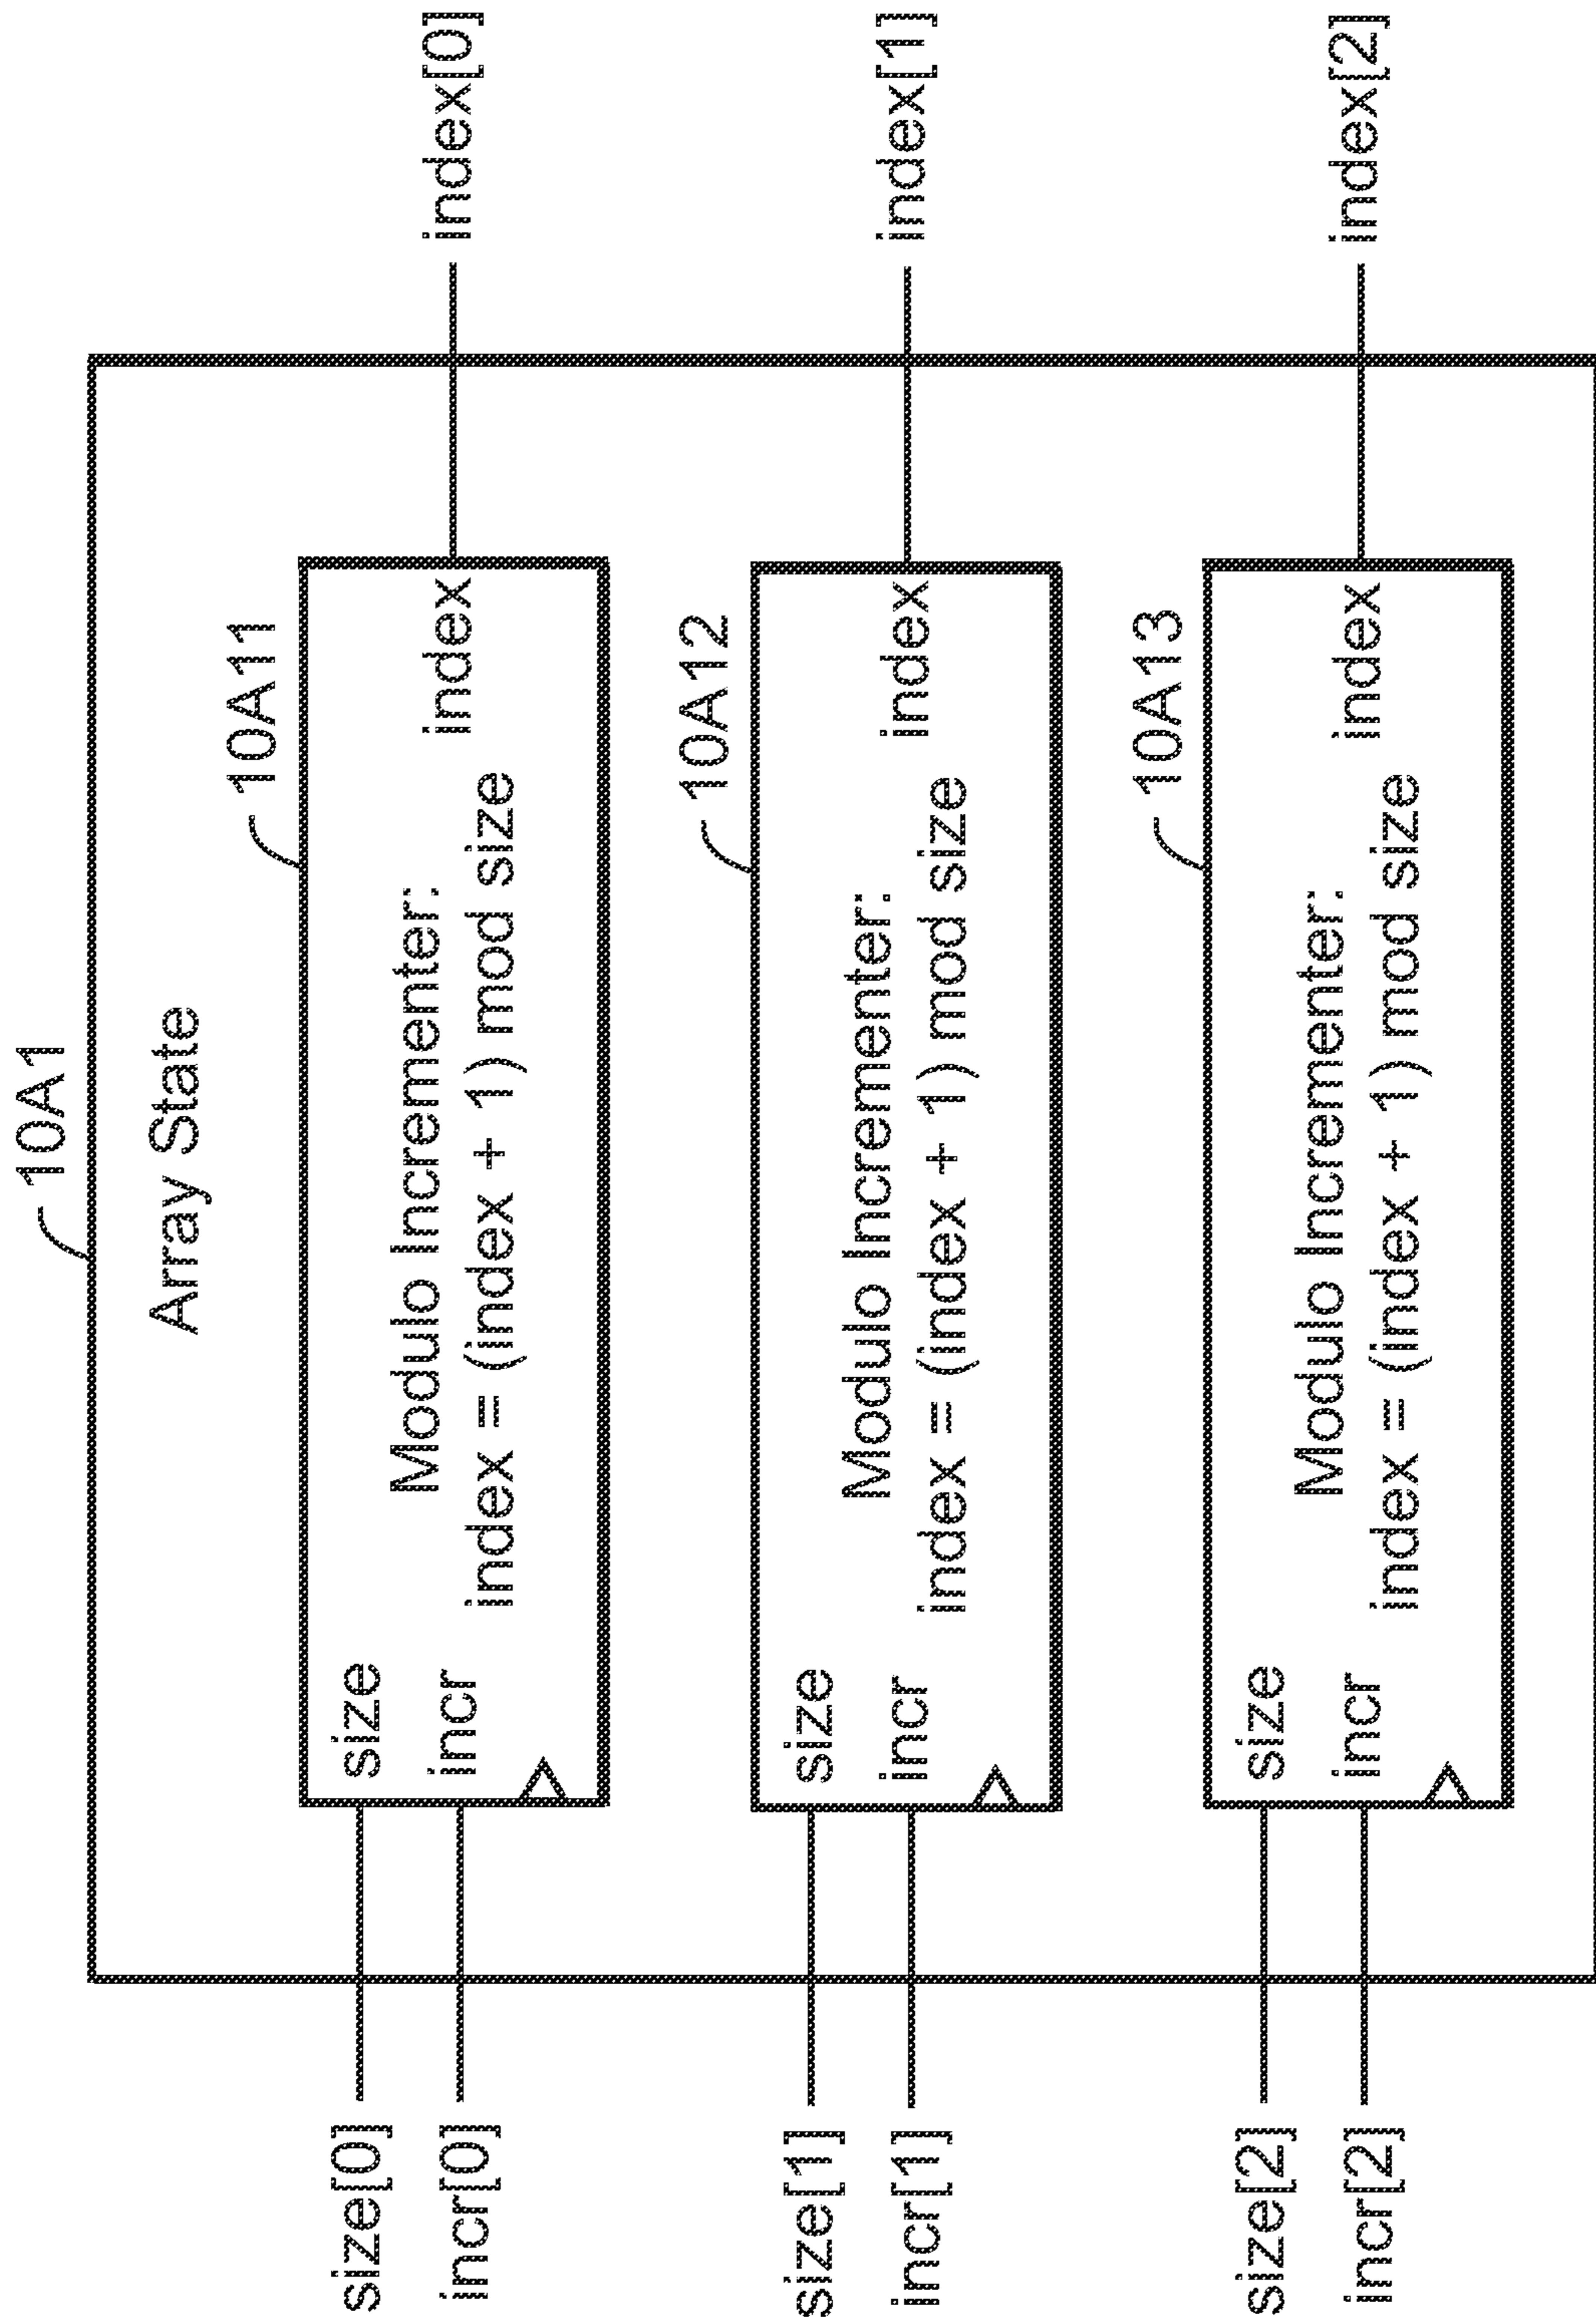 10A1
Array State
10A11
size[0]
size
Modulo Incrementer:
index
index[0]
incr[0]
incr
index = (index + 1) mod size
10A12
size[1]
size
Modulo Incrementer:
index
index[1]
incr[1]
incr
index = (index + 1) mod size
10A13
size[2]
size
Modulo Incrementer:
index
index[2]
incr[2]
incr
index = (index + 1) mod size